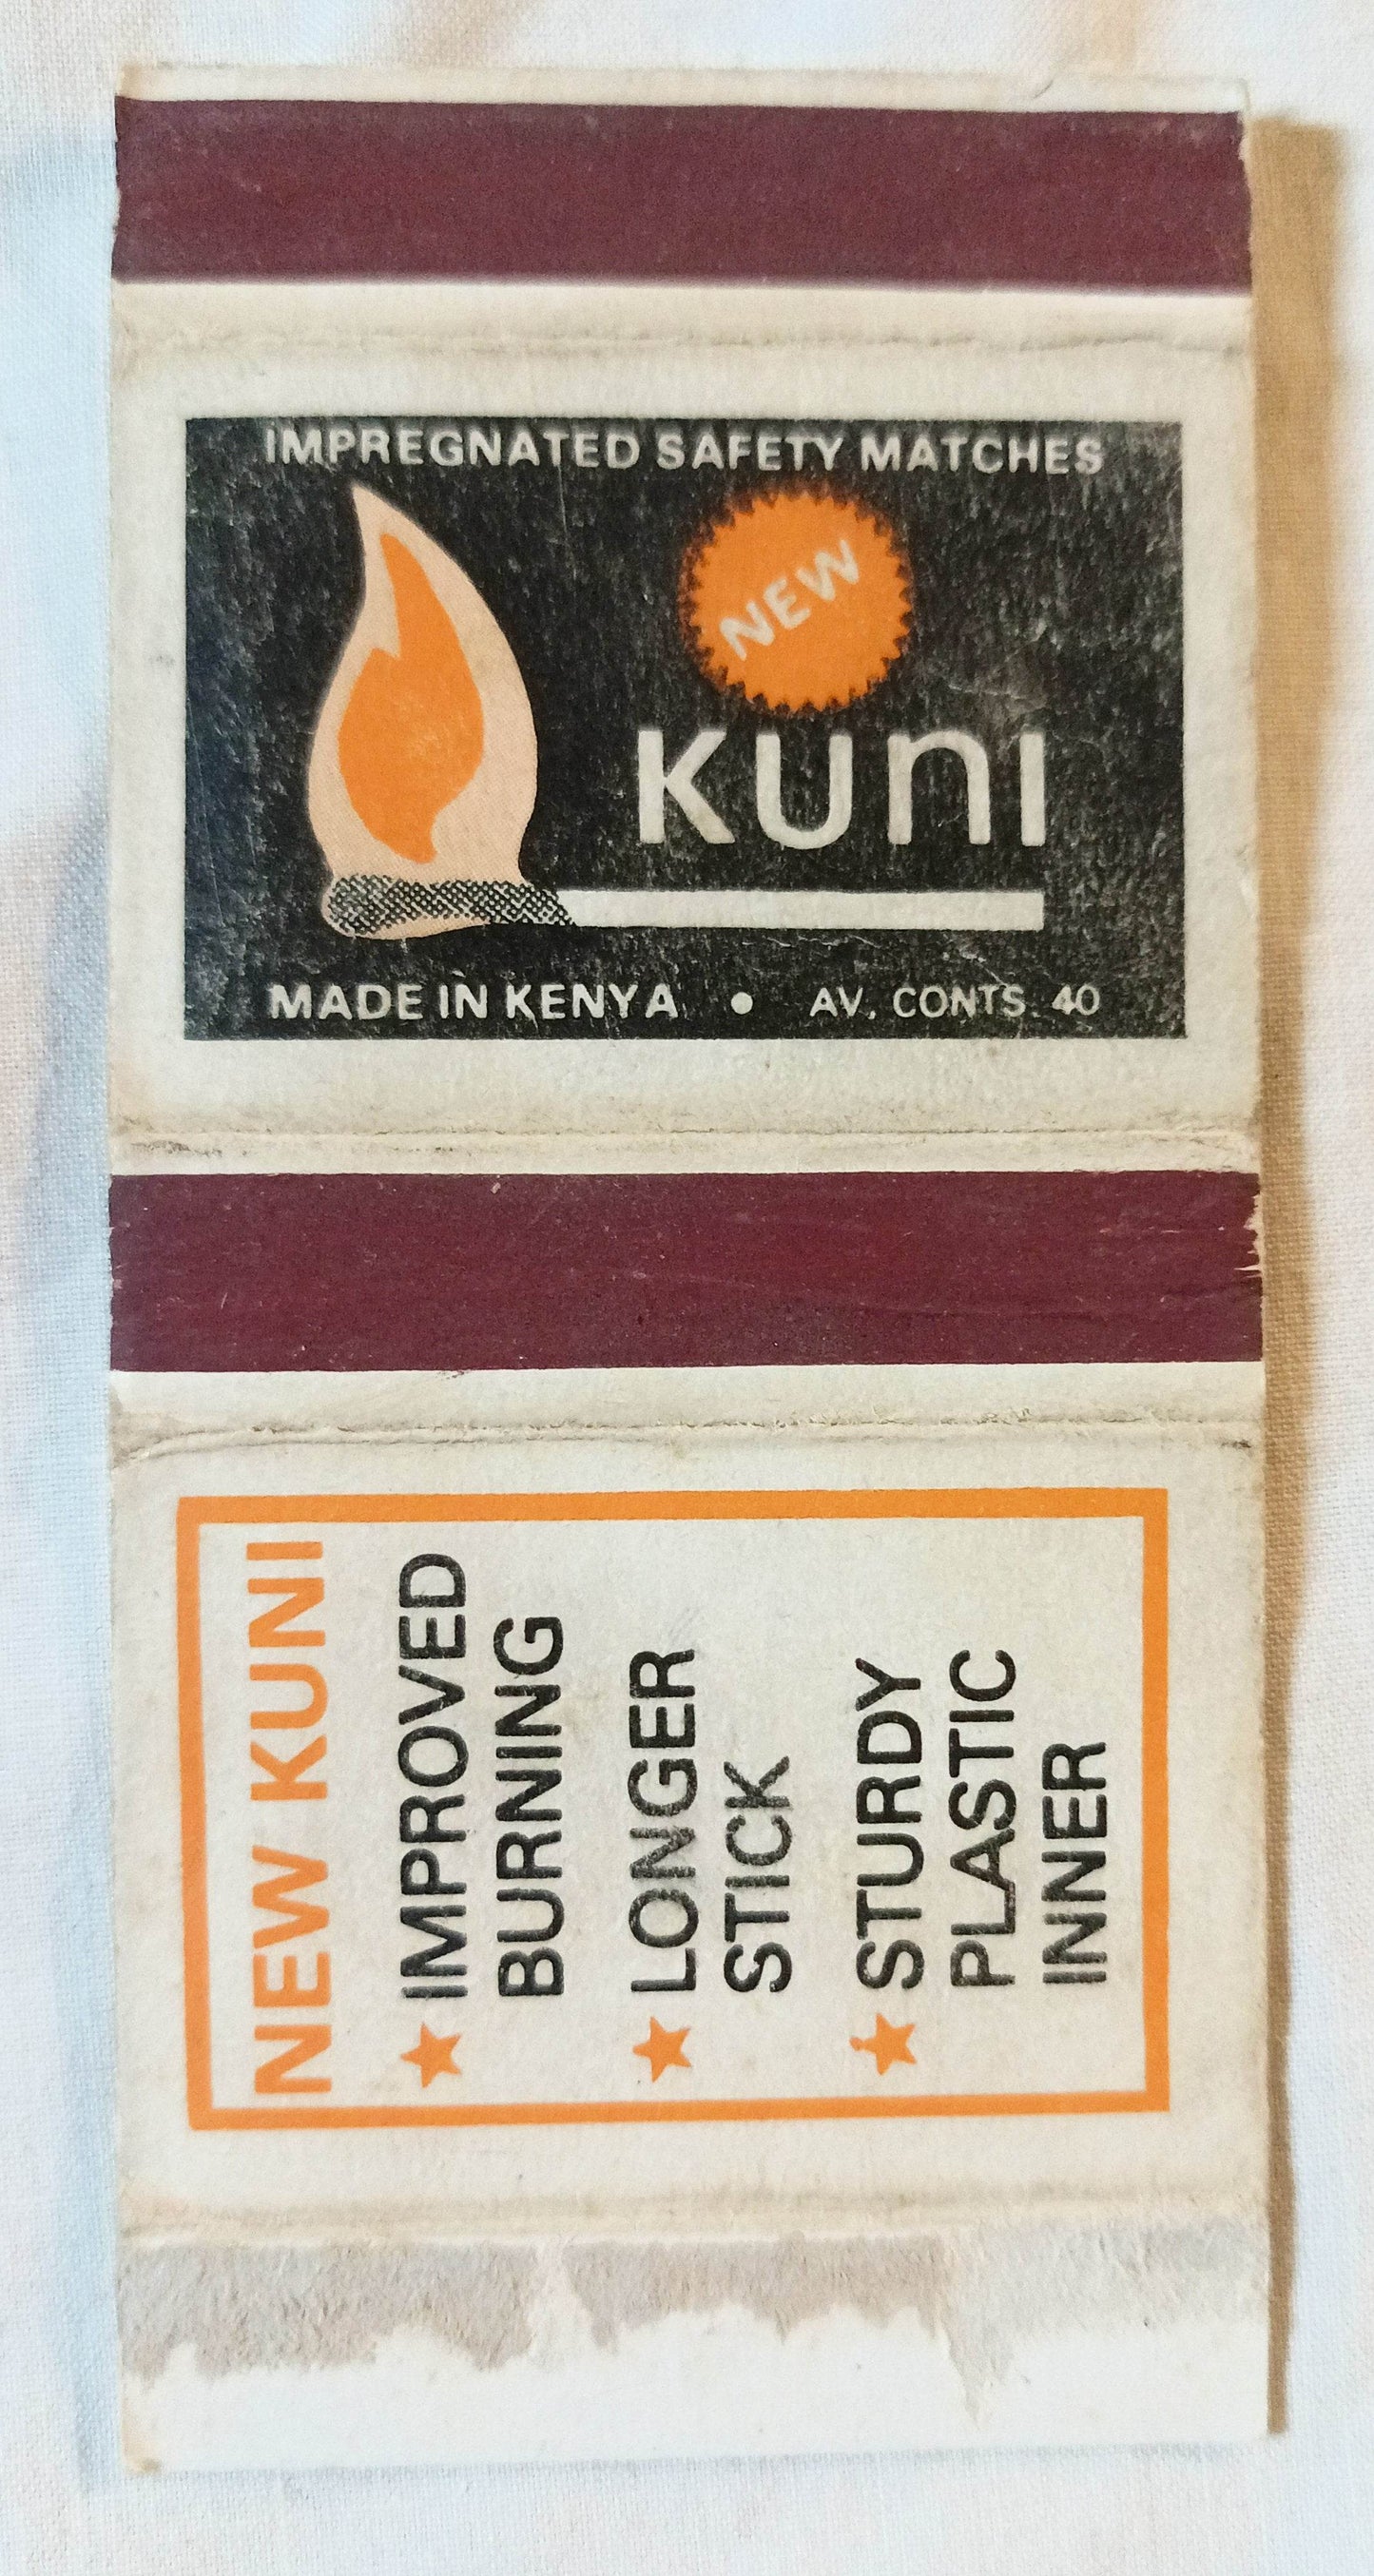 IMPREGNATED SAFETY MATCHES
NEW
KUNI
MADE IN KENYA • AV. CONTS. 40
NEW KUNI
★ IMPROVED
BURNING
★ LONGER
STICK
★ STURDY
PLASTIC
INNER